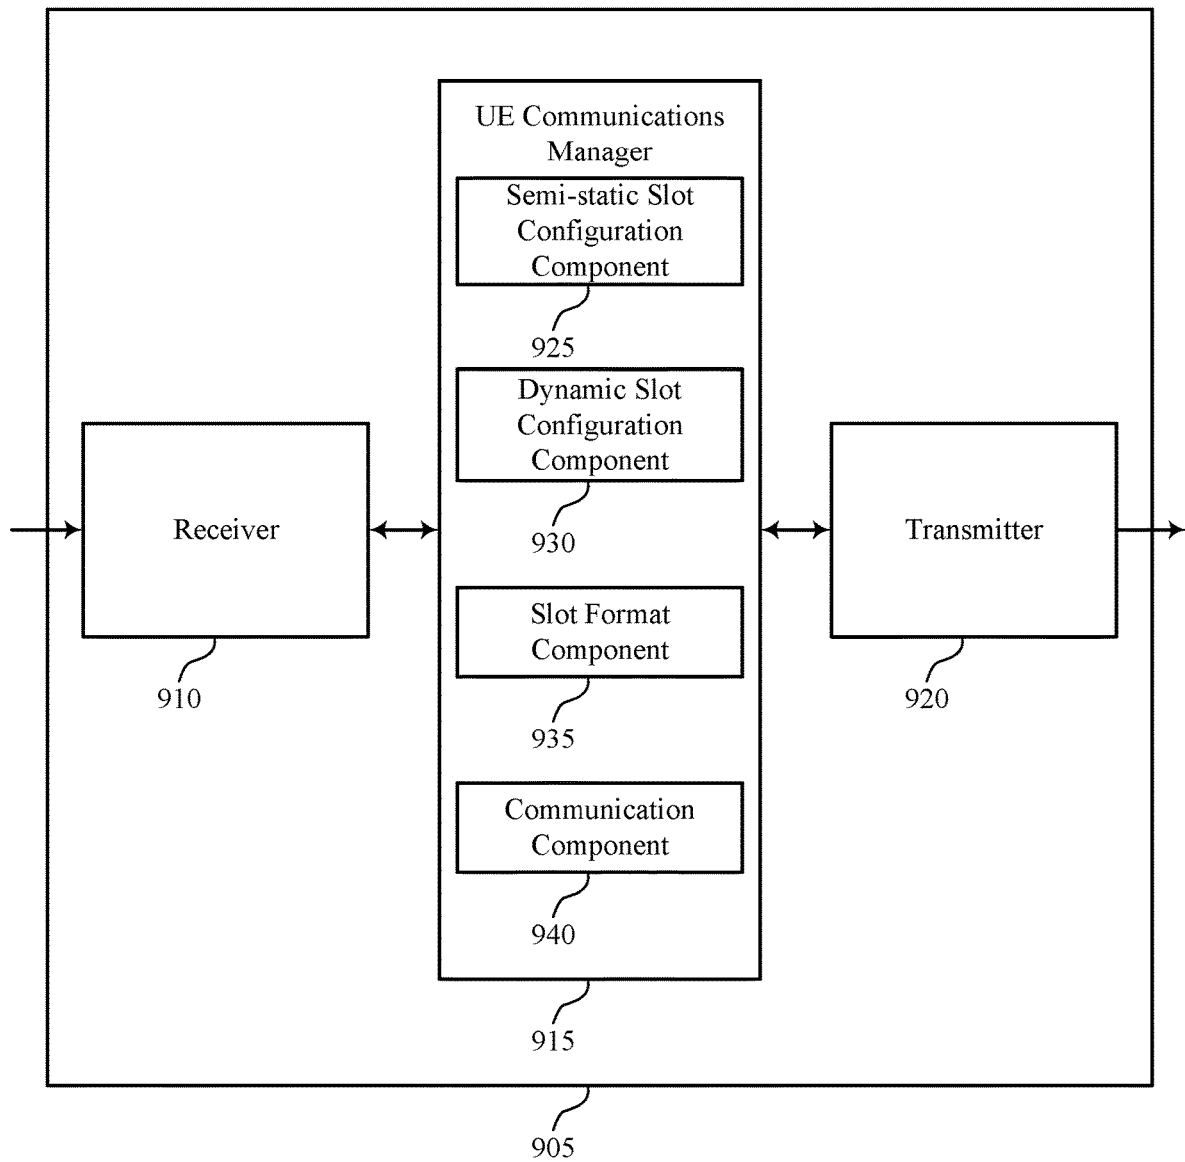 UE Communications
Manager
Semi-static Slot
Configuration
Component
925
Dynamic Slot
Configuration
Component
930
Receiver
910
Transmitter
920
Slot Format
Component
935
Communication
Component
940
915
905